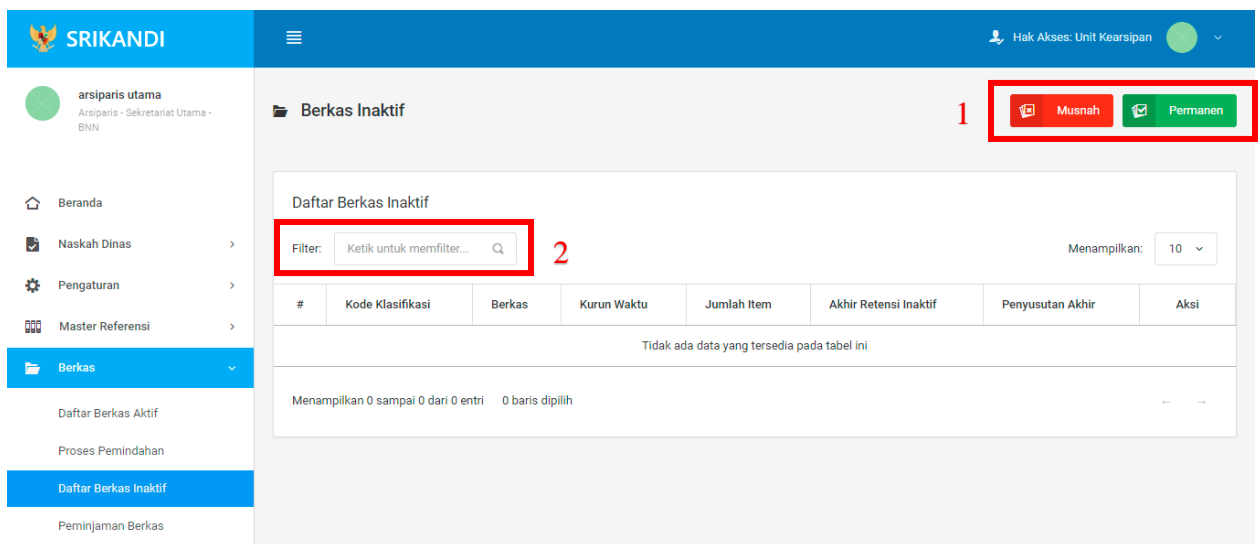 SRIKANDI
Hak Akses: Unit Kearsipan
arsiparis utama
Arsiparis - Sekretariat Utama -
BNN
Berkas Inaktif
1
Musnah
Permanen
Beranda
Naskah Dinas
Pengaturan
Master Referensi
Berkas
Daftar Berkas Aktif
Proses Pemindahan
Daftar Berkas Inaktif
Peminjaman Berkas
Daftar Berkas Inaktif
Filter: Ketik untuk memfilter...
2
Menampilkan: 10
# Kode Klasifikasi Berkas Kurun Waktu Jumlah Item Akhir Retensi Inaktif Penyusutan Akhir Aksi
Tidak ada data yang tersedia pada tabel ini
Menampilkan 0 sampai 0 dari 0 entri 0 baris dipilih
← →